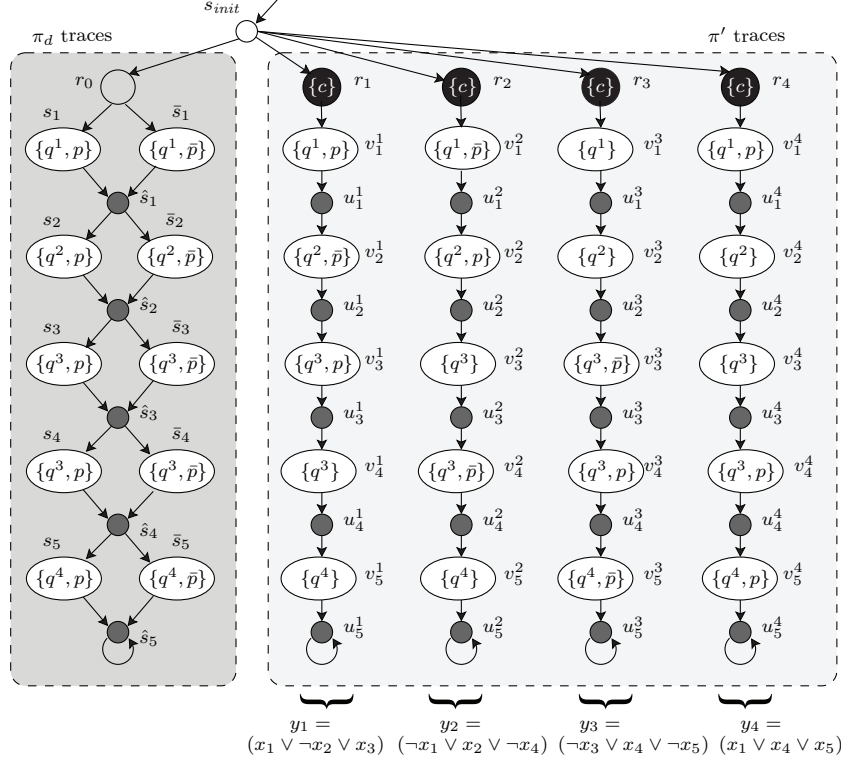 s_{init}
π_d traces π′ traces
r_0 {c} r_1 {c} r_2 {c} r_3 {c} r_4
s_1 s̄_1
{q^1, p} {q^1, p̄} {q^1, p} v_1^1 {q^1, p̄} v_1^2 {q^1} v_1^3 {q^1, p} v_1^4
ŝ_1 u_1^1 u_1^2 u_1^3 u_1^4
s_2 s̄_2
{q^2, p} {q^2, p̄} {q^2, p̄} v_2^1 {q^2, p} v_2^2 {q^2} v_2^3 {q^2} v_2^4
ŝ_2 u_2^1 u_2^2 u_2^3 u_2^4
s_3 s̄_3
{q^3, p} {q^3, p̄} {q^3, p} v_3^1 {q^3} v_3^2 {q^3, p̄} v_3^3 {q^3} v_3^4
ŝ_3 u_3^1 u_3^2 u_3^3 u_3^4
s_4 s̄_4
{q^3, p} {q^3, p̄} {q^3} v_4^1 {q^3, p̄} v_4^2 {q^3, p} v_4^3 {q^3, p} v_4^4
ŝ_4 u_4^1 u_4^2 u_4^3 u_4^4
s_5 s̄_5
{q^4, p} {q^4, p̄} {q^4} v_5^1 {q^4} v_5^2 {q^4, p̄} v_5^3 {q^4, p} v_5^4
ŝ_5 u_5^1 u_5^2 u_5^3 u_5^4
y_1 = y_2 = y_3 = y_4 =
(x_1 ∨ ¬x_2 ∨ x_3) (¬x_1 ∨ x_2 ∨ ¬x_4) (¬x_3 ∨ x_4 ∨ ¬x_5) (x_1 ∨ x_4 ∨ x_5)